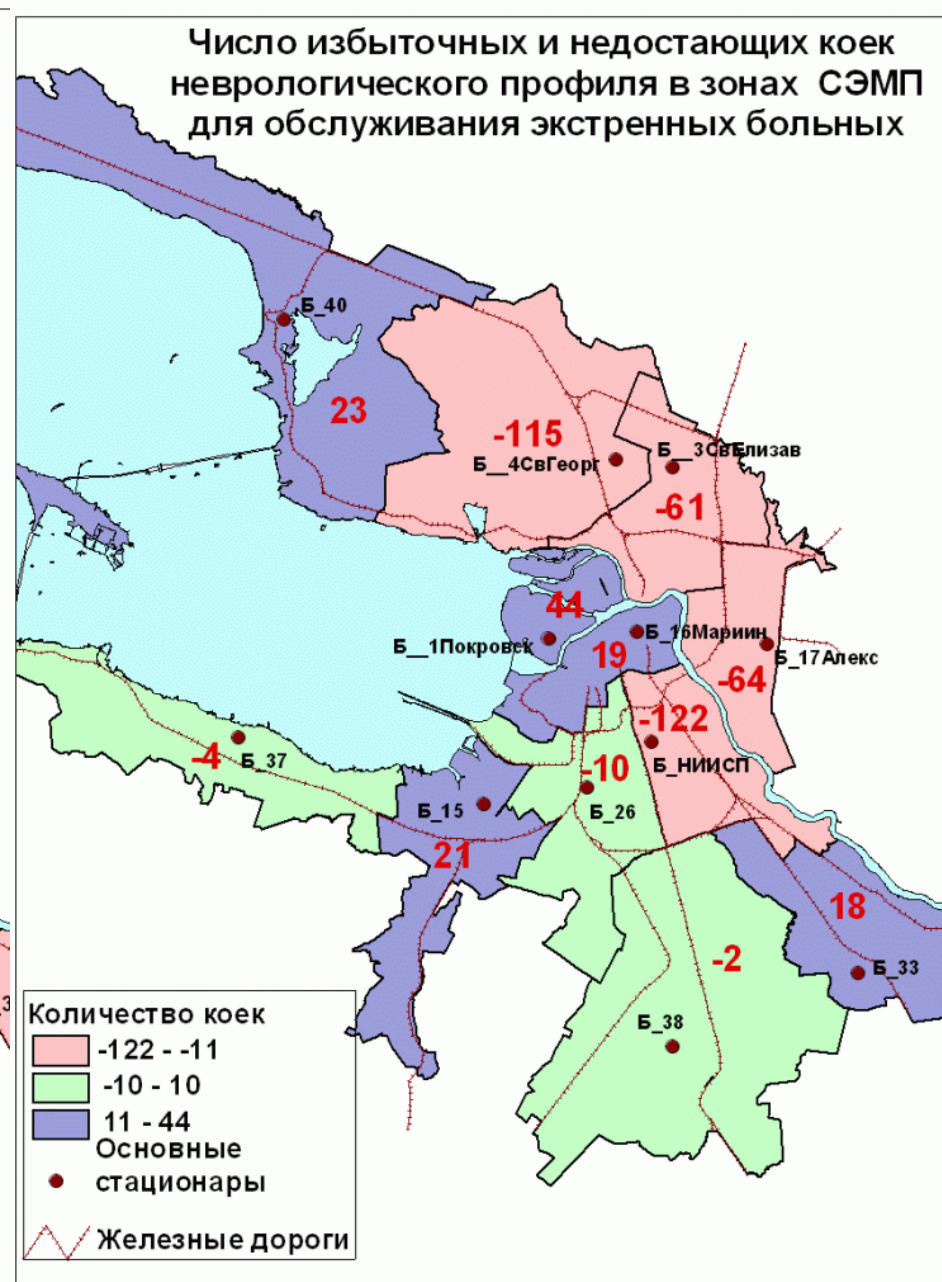 Число избыточных и недостающих коек
неврологического профиля в зонах СЭМП
для обслуживания экстренных больных
Б_40
23
-115
Б__4СвГеорг
Б__3СвЕлизав
-61
44
Б__1Покровск
Б_16Мариин
19
Б_17Алекс
-64
-122
Б_НИИСП
-4
Б_37
-10
Б_26
Б_15
21
18
Б_33
-2
Б_38
Количество коек
-122 - -11
-10 - 10
11 - 44
Основные
стационары
Железные дороги